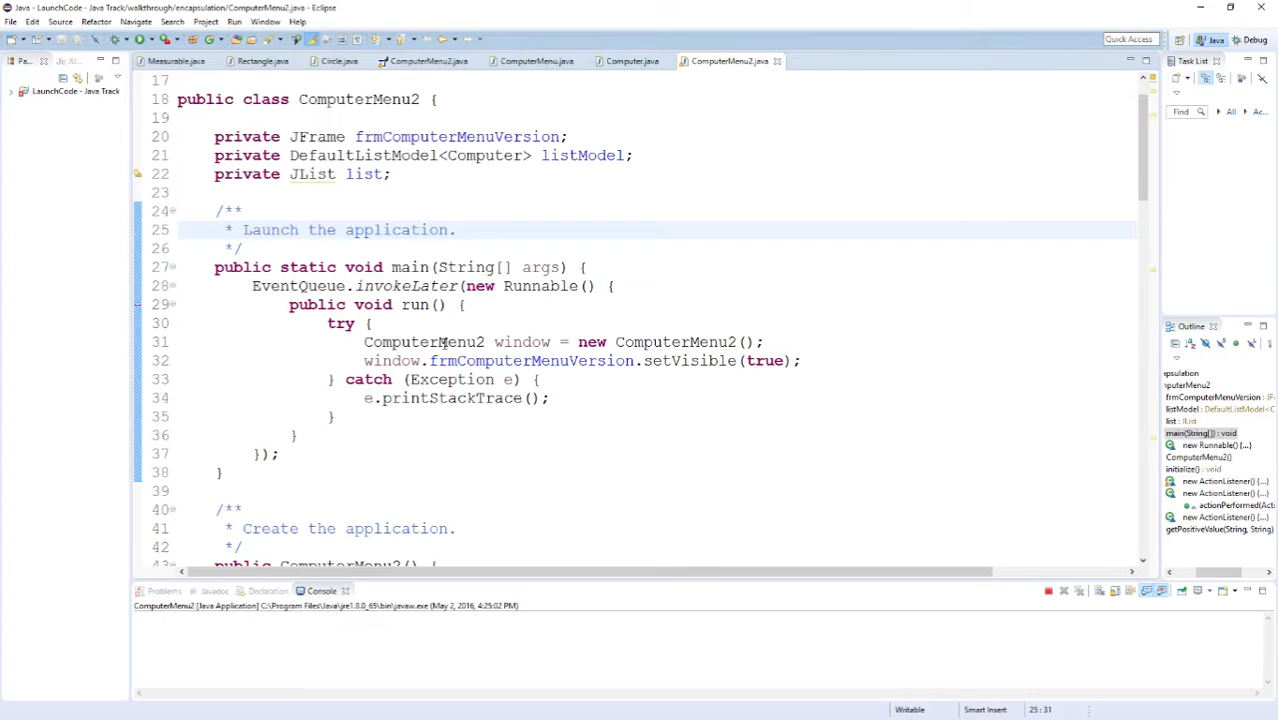 Java - LaunchCode - Java Track/walkthrough/encapsulation/ComputerMenu2.java - Eclipse
File Edit Source Refactor Navigate Search Project Run Window Help
Quick Access Java Debug
Pa... Measurable.java Rectangle.java Circle.java ComputerMenu2.java ComputerMenu.java Computer.java ComputerMenu2.java Task List
LaunchCode - Java Track
Find All Ac...
17
18 public class ComputerMenu2 {
19
20 private JFrame frmComputerMenuVersion;
21 private DefaultListModel<Computer> listModel;
22 private JList list;
23
24 /**
25 * Launch the application.
26 */
27 public static void main(String[] args) {
28 EventQueue.invokeLater(new Runnable() {
29 public void run() {
30 try {
31 ComputerMenu2 window = new ComputerMenu2();
32 window.frmComputerMenuVersion.setVisible(true);
33 } catch (Exception e) {
34 e.printStackTrace();
35 }
36 }
37 });
38 }
39
40 /**
41 * Create the application.
42 */
43 public ComputerMenu2() {
Outline
capsulation
mputerMenu2
frmComputerMenuVersion : JF
listModel : DefaultListModel<C
list : JList
main(String[]) : void
new Runnable() {...}
ComputerMenu2()
initialize() : void
new ActionListener() {...}
new ActionListener() {...}
actionPerformed(Acti
new ActionListener() {...}
getPositiveValue(String, String)
Problems Javadoc Declaration Console
ComputerMenu2 [Java Application] C:\Program Files\Java\jre1.8.0_65\bin\javaw.exe (May 2, 2016, 4:25:02 PM)
Writable Smart Insert 25 : 31